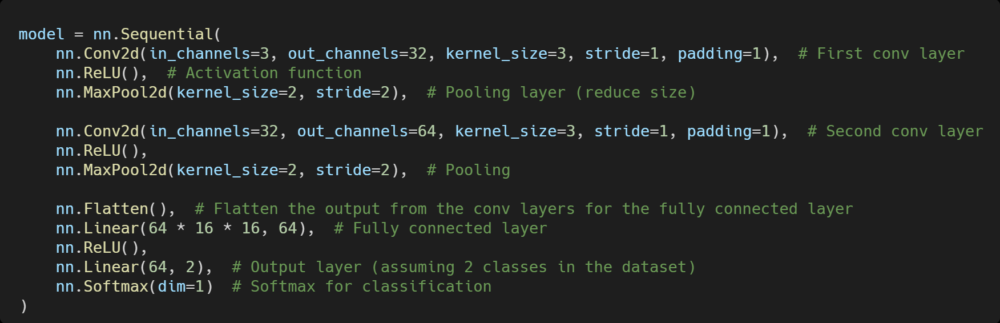 model = nn.Sequential(
    nn.Conv2d(in_channels=3, out_channels=32, kernel_size=3, stride=1, padding=1),  # First conv layer
    nn.ReLU(),  # Activation function
    nn.MaxPool2d(kernel_size=2, stride=2),  # Pooling layer (reduce size)

    nn.Conv2d(in_channels=32, out_channels=64, kernel_size=3, stride=1, padding=1),  # Second conv layer
    nn.ReLU(),
    nn.MaxPool2d(kernel_size=2, stride=2),  # Pooling

    nn.Flatten(),  # Flatten the output from the conv layers for the fully connected layer
    nn.Linear(64 * 16 * 16, 64),  # Fully connected layer
    nn.ReLU(),
    nn.Linear(64, 2),  # Output layer (assuming 2 classes in the dataset)
    nn.Softmax(dim=1)  # Softmax for classification
)